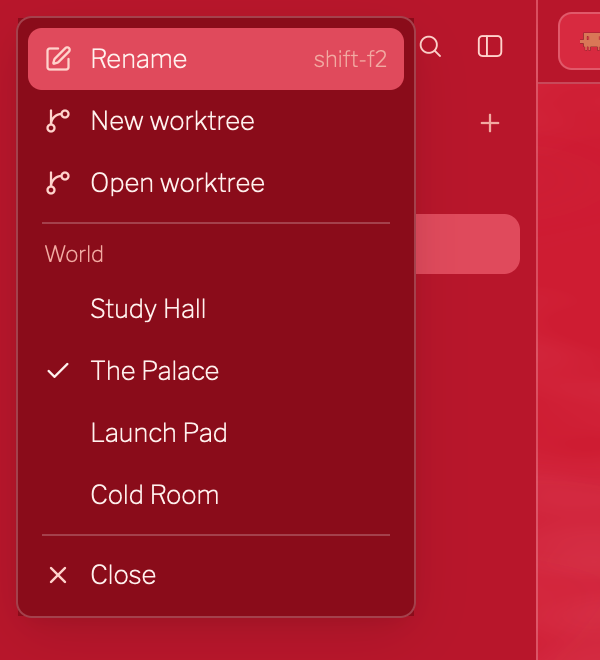 Rename shift-f2
New worktree
Open worktree
World
Study Hall
The Palace
Launch Pad
Cold Room
Close